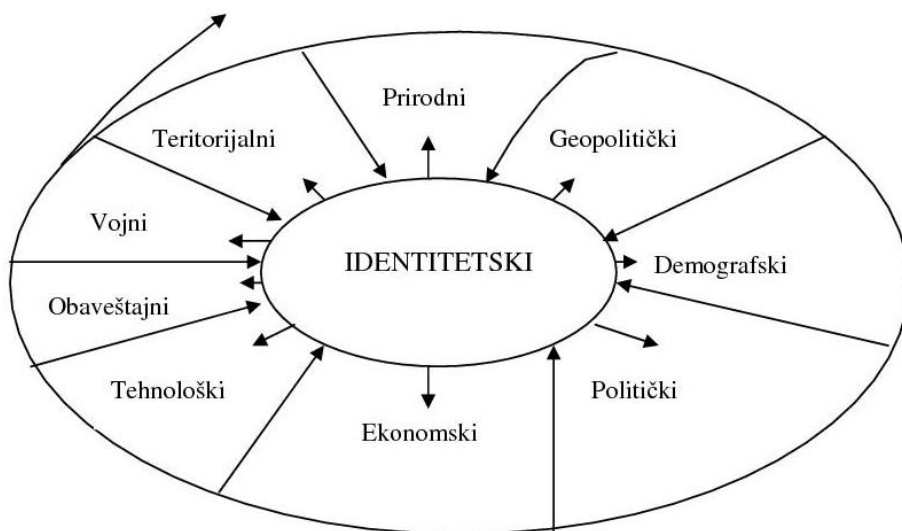 Prirodni
Teritorijalni
Geopolitički
Vojni
IDENTITETSKI
Demografski
Obaveštajni
Tehnološki
Politički
Ekonomski